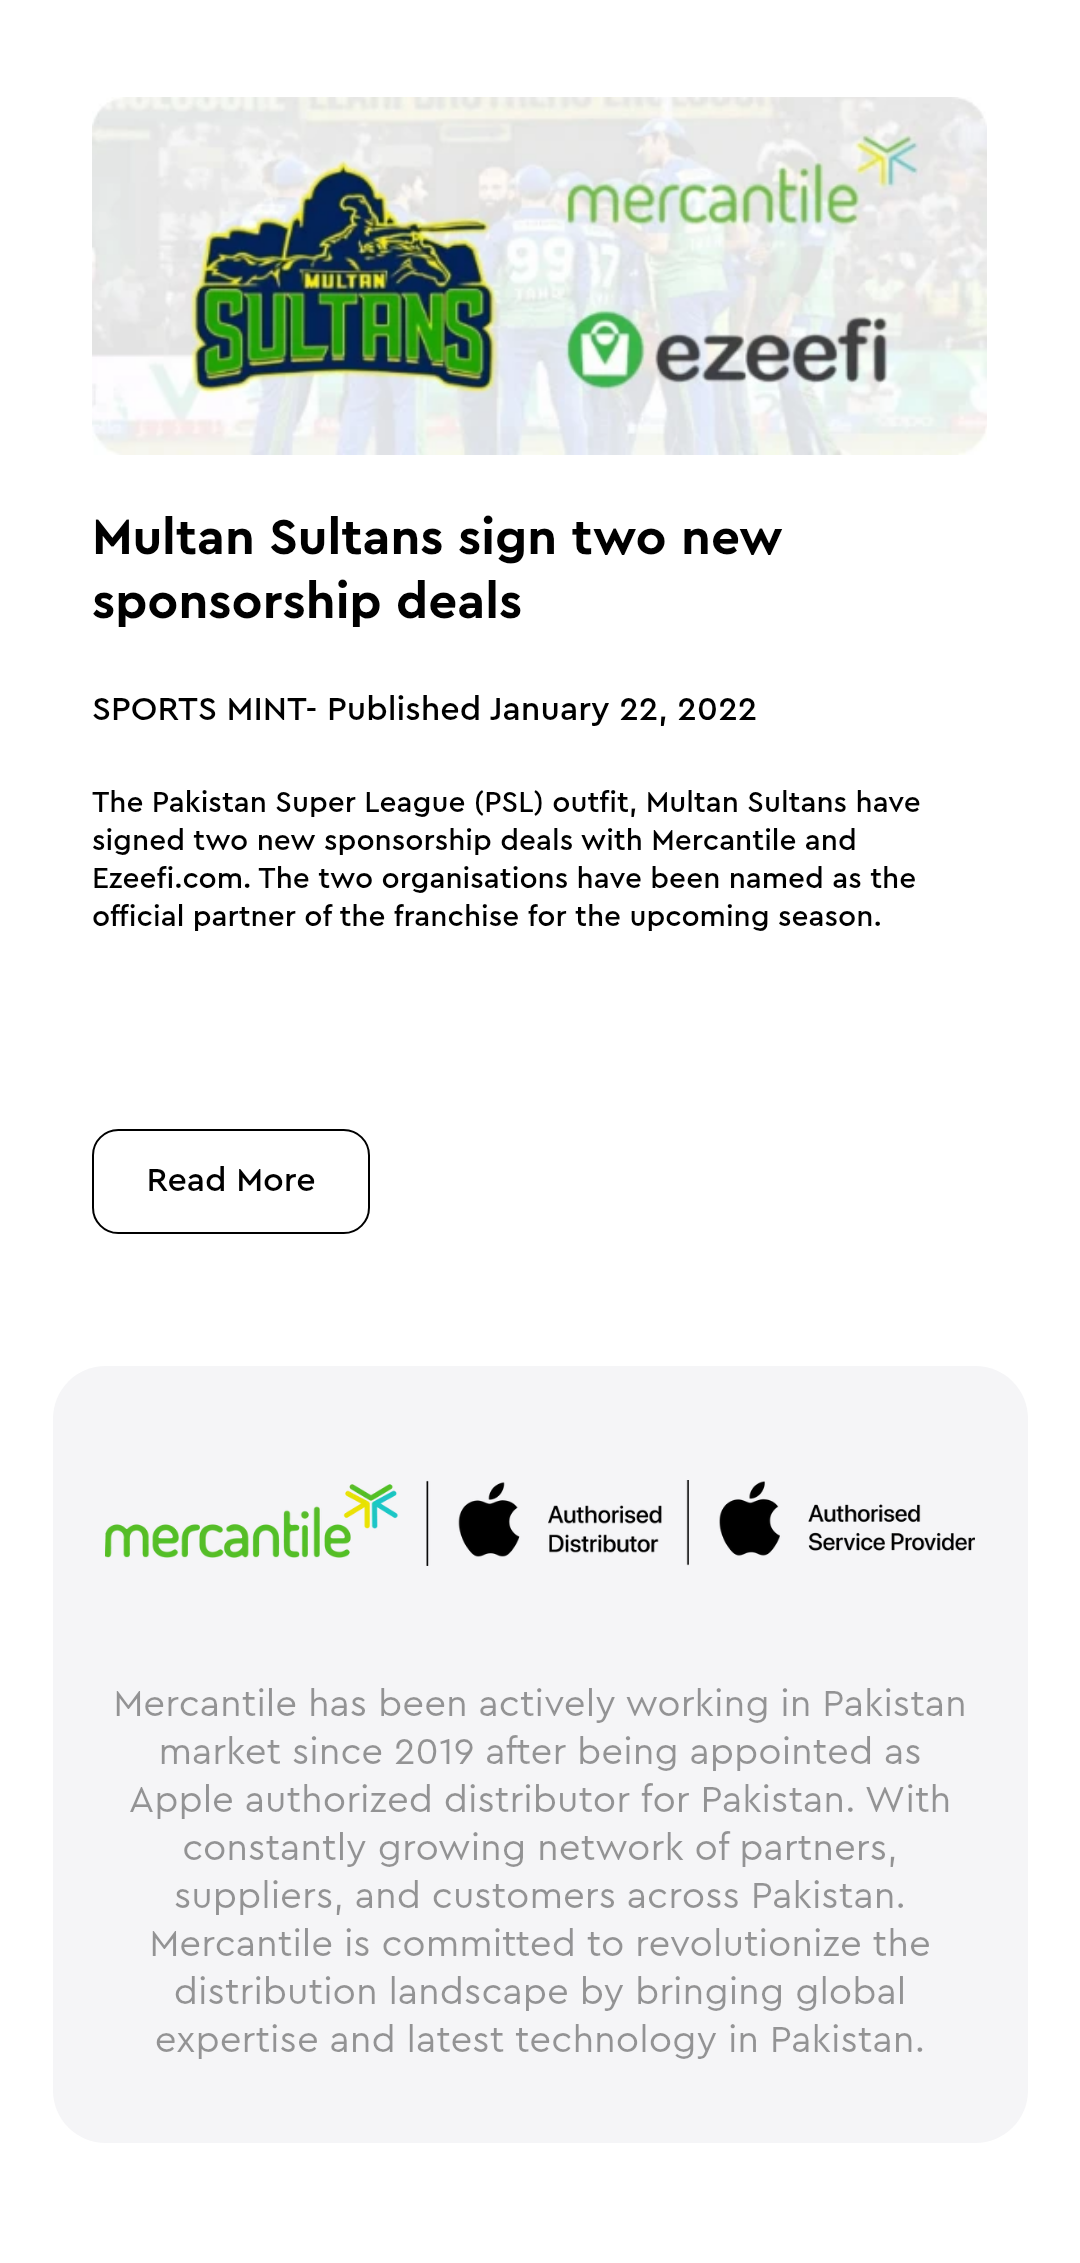 mercantile
MULTAN
SULTANS
99 17
ezeefi
Multan Sultans sign two new
sponsorship deals
SPORTS MINT- Published January 22, 2022
The Pakistan Super League (PSL) outfit, Multan Sultans have
signed two new sponsorship deals with Mercantile and
Ezeefi.com. The two organisations have been named as the
official partner of the franchise for the upcoming season.
Read More
mercantile
Authorised
Distributor
Authorised
Service Provider
Mercantile has been actively working in Pakistan
market since 2019 after being appointed as
Apple authorized distributor for Pakistan. With
constantly growing network of partners,
suppliers, and customers across Pakistan.
Mercantile is committed to revolutionize the
distribution landscape by bringing global
expertise and latest technology in Pakistan.